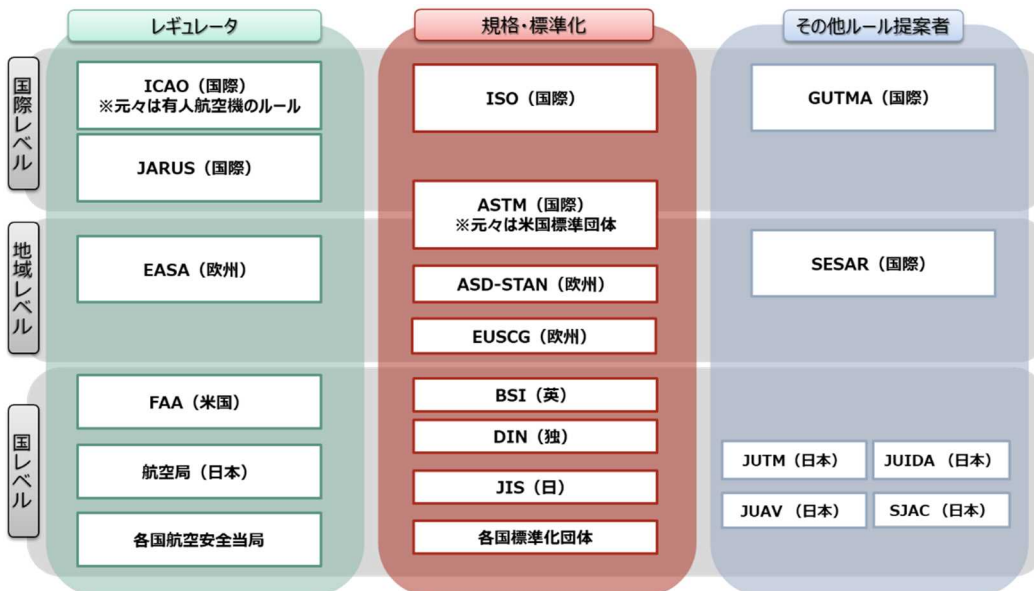 レギュレータ
規格・標準化
その他ルール提案者
国際レベル
ICAO（国際）
※元々は有人航空機のルール
JARUS（国際）
ISO（国際）
GUTMA（国際）
ASTM（国際）
※元々は米国標準団体
地域レベル
EASA（欧州）
ASD-STAN（欧州）
EUSCG（欧州）
SESAR（国際）
国レベル
FAA（米国）
航空局（日本）
各国航空安全当局
BSI（英）
DIN（独）
JIS（日）
各国標準化団体
JUTM（日本）
JUIDA（日本）
JUAV（日本）
SJAC（日本）